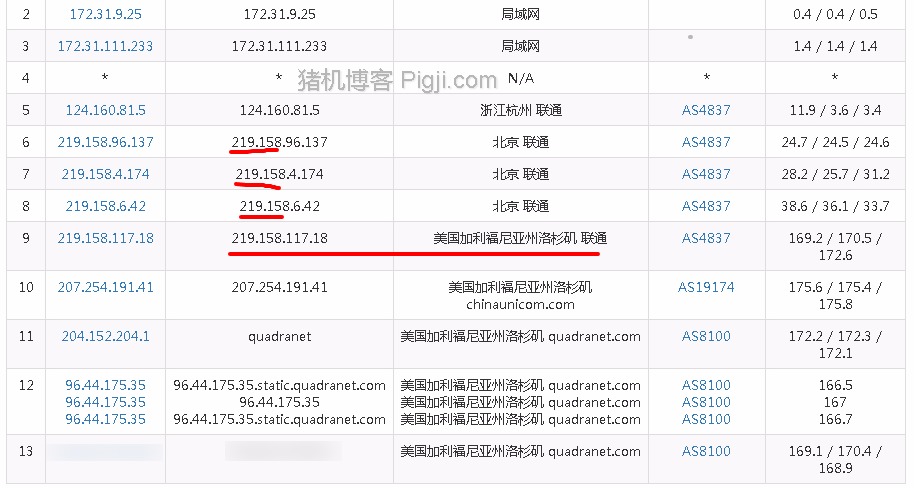 2 172.31.9.25 172.31.9.25 局域网 0.4 / 0.4 / 0.5
3 172.31.111.233 172.31.111.233 局域网 1.4 / 1.4 / 1.4
4 * * N/A * *
猪机博客 Pigji.com
5 124.160.81.5 124.160.81.5 浙江杭州 联通 AS4837 11.9 / 3.6 / 3.4
6 219.158.96.137 219.158.96.137 北京 联通 AS4837 24.7 / 24.5 / 24.6
7 219.158.4.174 219.158.4.174 北京 联通 AS4837 28.2 / 25.7 / 31.2
8 219.158.6.42 219.158.6.42 北京 联通 AS4837 38.6 / 36.1 / 33.7
9 219.158.117.18 219.158.117.18 美国加利福尼亚州洛杉矶 联通 AS4837 169.2 / 170.5 /
172.6
10 207.254.191.41 207.254.191.41 美国加利福尼亚州洛杉矶 AS19174 175.6 / 175.4 /
chinaunicom.com 175.8
11 204.152.204.1 quadranet 美国加利福尼亚州洛杉矶 quadranet.com AS8100 172.2 / 172.3 /
172.1
12 96.44.175.35 96.44.175.35.static.quadranet.com 美国加利福尼亚州洛杉矶 quadranet.com AS8100 166.5
96.44.175.35 96.44.175.35 美国加利福尼亚州洛杉矶 quadranet.com AS8100 167
96.44.175.35 96.44.175.35.static.quadranet.com 美国加利福尼亚州洛杉矶 quadranet.com AS8100 166.7
13 美国加利福尼亚州洛杉矶 quadranet.com AS8100 169.1 / 170.4 /
168.9